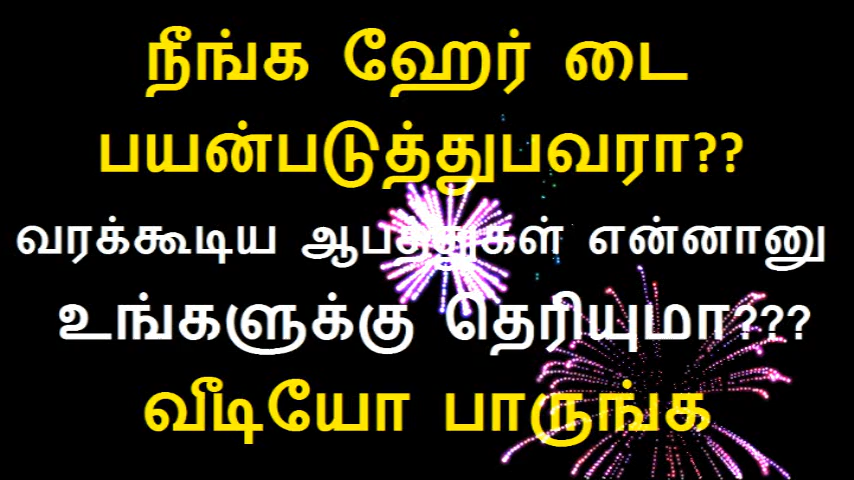 நீங்க ஹேர் டை
பயன்படுத்துபவரா??
வரக்கூடிய ஆபத்துகள் என்னானு
உங்களுக்கு தெரியுமா???
வீடியோ பாருங்க